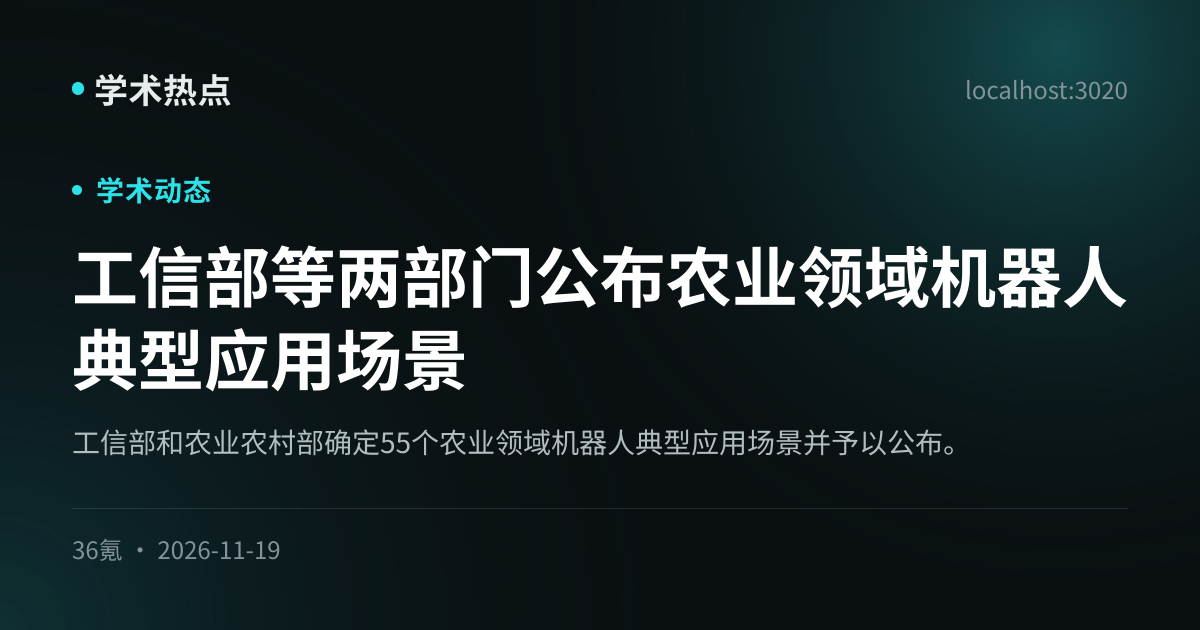 学术热点
localhost:3020
学术动态
工信部等两部门公布农业领域机器人
典型应用场景
工信部和农业农村部确定55个农业领域机器人典型应用场景并予以公布。
36氪 · 2026-11-19